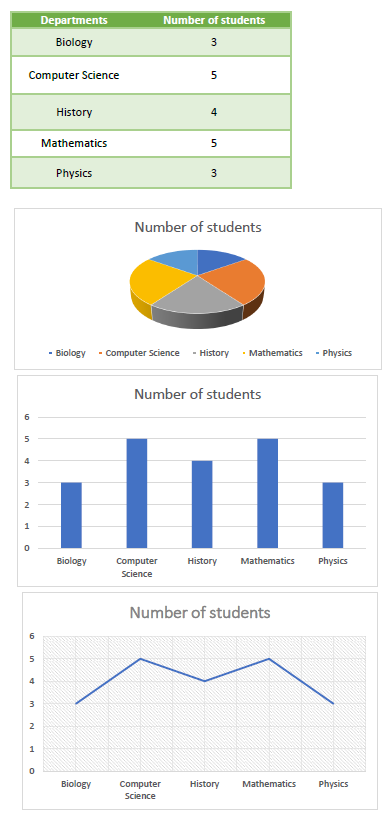 Departments Number of students
Biology 3
Computer Science 5
History 4
Mathematics 5
Physics 3
Number of students
Biology Computer Science History Mathematics Physics
Number of students
6
5
4
3
2
1
0
Biology Computer History Mathematics Physics
Science
Number of students
6
5
4
3
2
1
0
Biology Computer History Mathematics Physics
Science